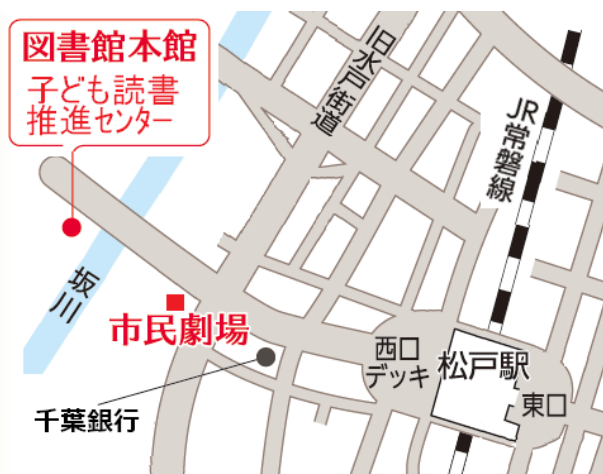 図書館本館
子ども読書
推進センター
旧水戸街道
JR常磐線
坂川
市民劇場
西口
デッキ
松戸駅
東口
千葉銀行